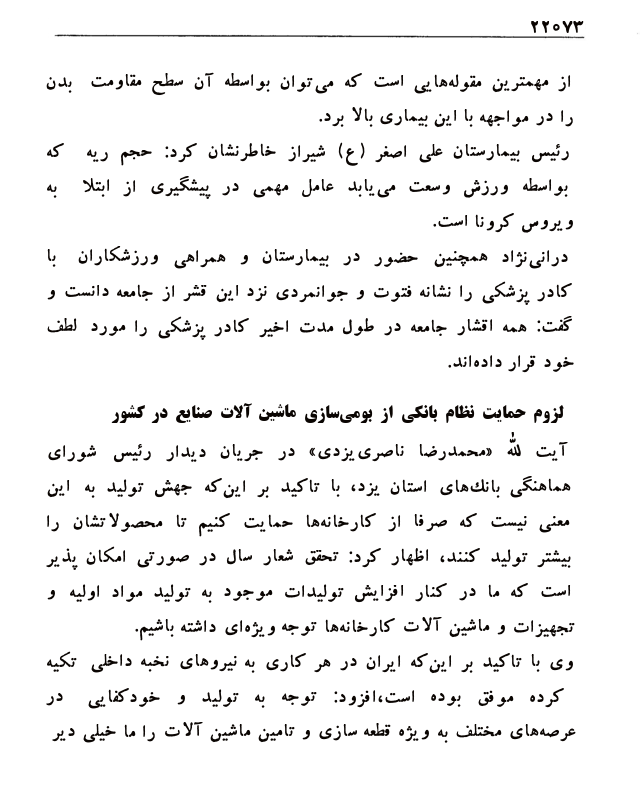 ۲۲۰۷۳
از مهمترین مقوله‌هایی است که می‌توان بواسطه آن سطح مقاومت بدن
را در مواجهه با این بیماری بالا برد.
رئیس بیمارستان علی اصغر (ع) شیراز خاطرنشان کرد: حجم ریه که
بواسطه ورزش وسعت می‌یابد عامل مهمی در پیشگیری از ابتلا به
ویروس کرونا است.
درانی‌نژاد همچنین حضور در بیمارستان و همراهی ورزشکاران با
کادر پزشکی را نشانه فتوت و جوانمردی نزد این قشر از جامعه دانست و
گفت: همه اقشار جامعه در طول مدت اخیر کادر پزشکی را مورد لطف
خود قرار داده‌اند.
لزوم حمایت نظام بانکی از بومی‌سازی ماشین آلات صنایع در کشور
آیت لله «محمدرضا ناصری‌یزدی» در جریان دیدار رئیس شورای
هماهنگی بانك‌های استان یزد، با تاکید بر این‌که جهش تولید به این
معنی نیست که صرفا از کارخانه‌ها حمایت کنیم تا محصولاتشان را
بیشتر تولید کنند، اظهار کرد: تحقق شعار سال در صورتی امکان پذیر
است که ما در کنار افزایش تولیدات موجود به تولید مواد اولیه و
تجهیزات و ماشین آلات کارخانه‌ها توجه ویژه‌ای داشته باشیم.
وی با تاکید بر این‌که ایران در هر کاری به نیروهای نخبه داخلی تکیه
کرده موفق بوده است،افزود: توجه به تولید و خودکفایی در
عرصه‌های مختلف به ویژه قطعه سازی و تامین ماشین آلات را ما خیلی دیر